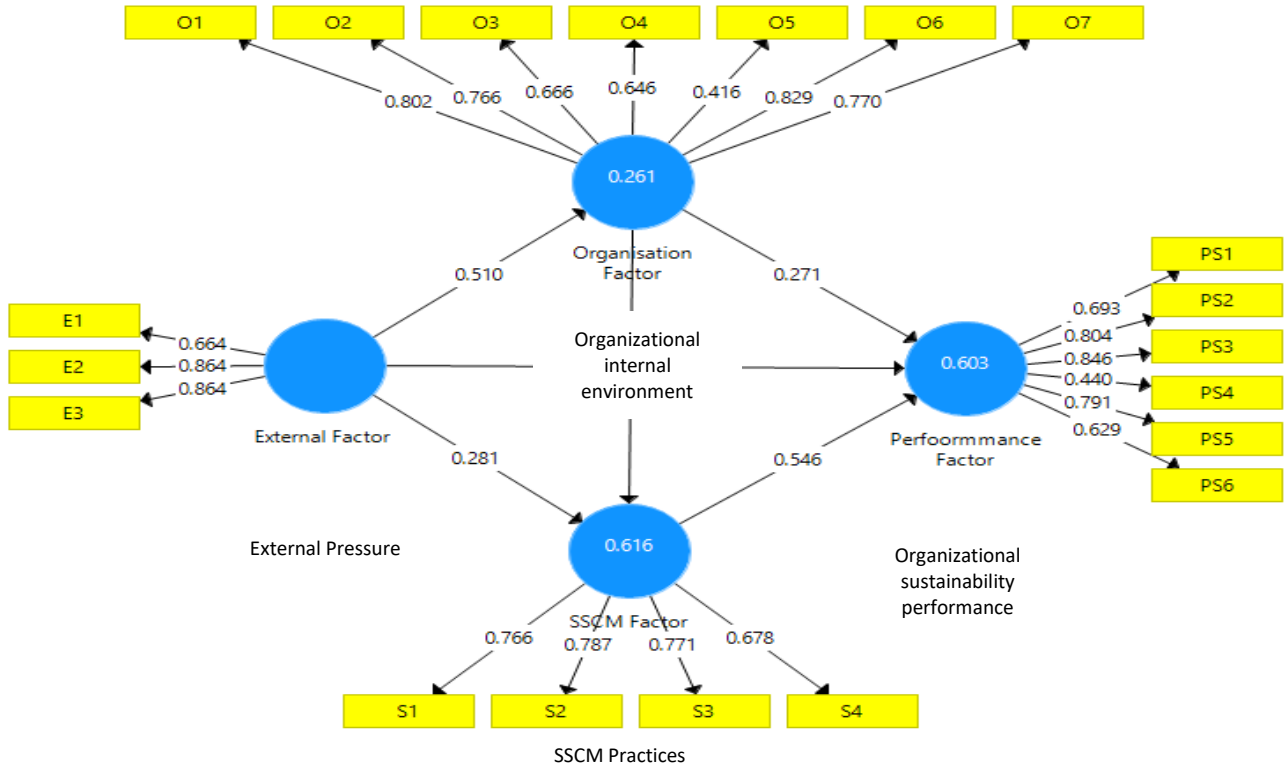 O1 O2 O3 O4 O5 O6 O7
0.802 0.766 0.666 0.646 0.416 0.829 0.770
0.261
Organisation
Factor
0.510
0.271
E1
E2
E3
0.664
0.864
0.864
External Factor
Organizational
internal
environment
0.603
Perfoormmance
Factor
PS1
PS2
PS3
PS4
PS5
PS6
0.693
0.804
0.846
0.440
0.791
0.629
0.281
0.546
External Pressure
0.616
SSCM Factor
Organizational
sustainability
performance
0.766 0.787 0.771 0.678
S1 S2 S3 S4
SSCM Practices